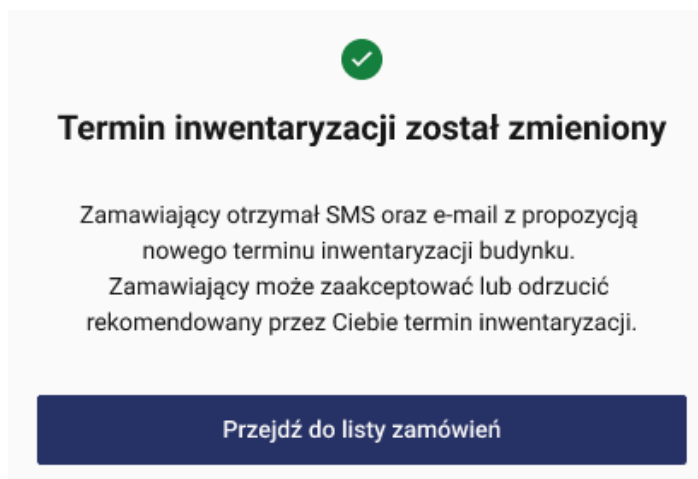 Termin inwentaryzacji został zmieniony
Zamawiający otrzymał SMS oraz e-mail z propozycją
nowego terminu inwentaryzacji budynku.
Zamawiający może zaakceptować lub odrzucić
rekomendowany przez Ciebie termin inwentaryzacji.
Przejdź do listy zamówień